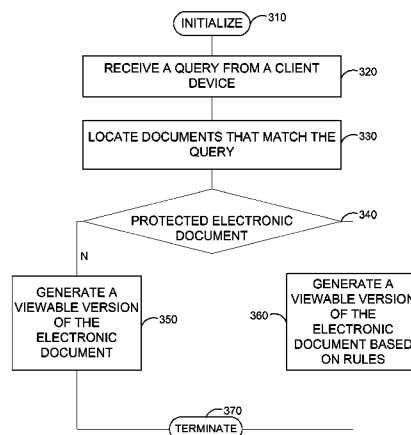 INITIALIZE
310
RECEIVE A QUERY FROM A CLIENT
DEVICE
320
LOCATE DOCUMENTS THAT MATCH THE
QUERY
330
PROTECTED ELECTRONIC
DOCUMENT
340
N
GENERATE A
VIEWABLE VERSION
OF THE
ELECTRONIC
DOCUMENT
350
360
GENERATE A
VIEWABLE VERSION
OF THE
ELECTRONIC
DOCUMENT BASED
ON RULES
370
TERMINATE